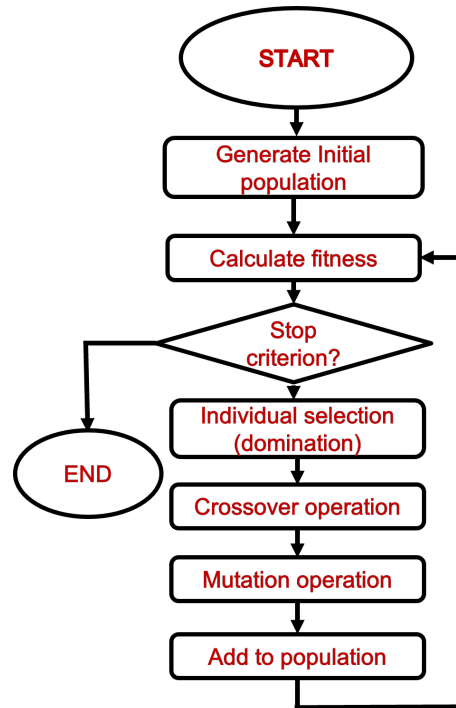 START
Generate Initial
population
Calculate fitness
Stop
criterion?
Individual selection
(domination)
END
Crossover operation
Mutation operation
Add to population